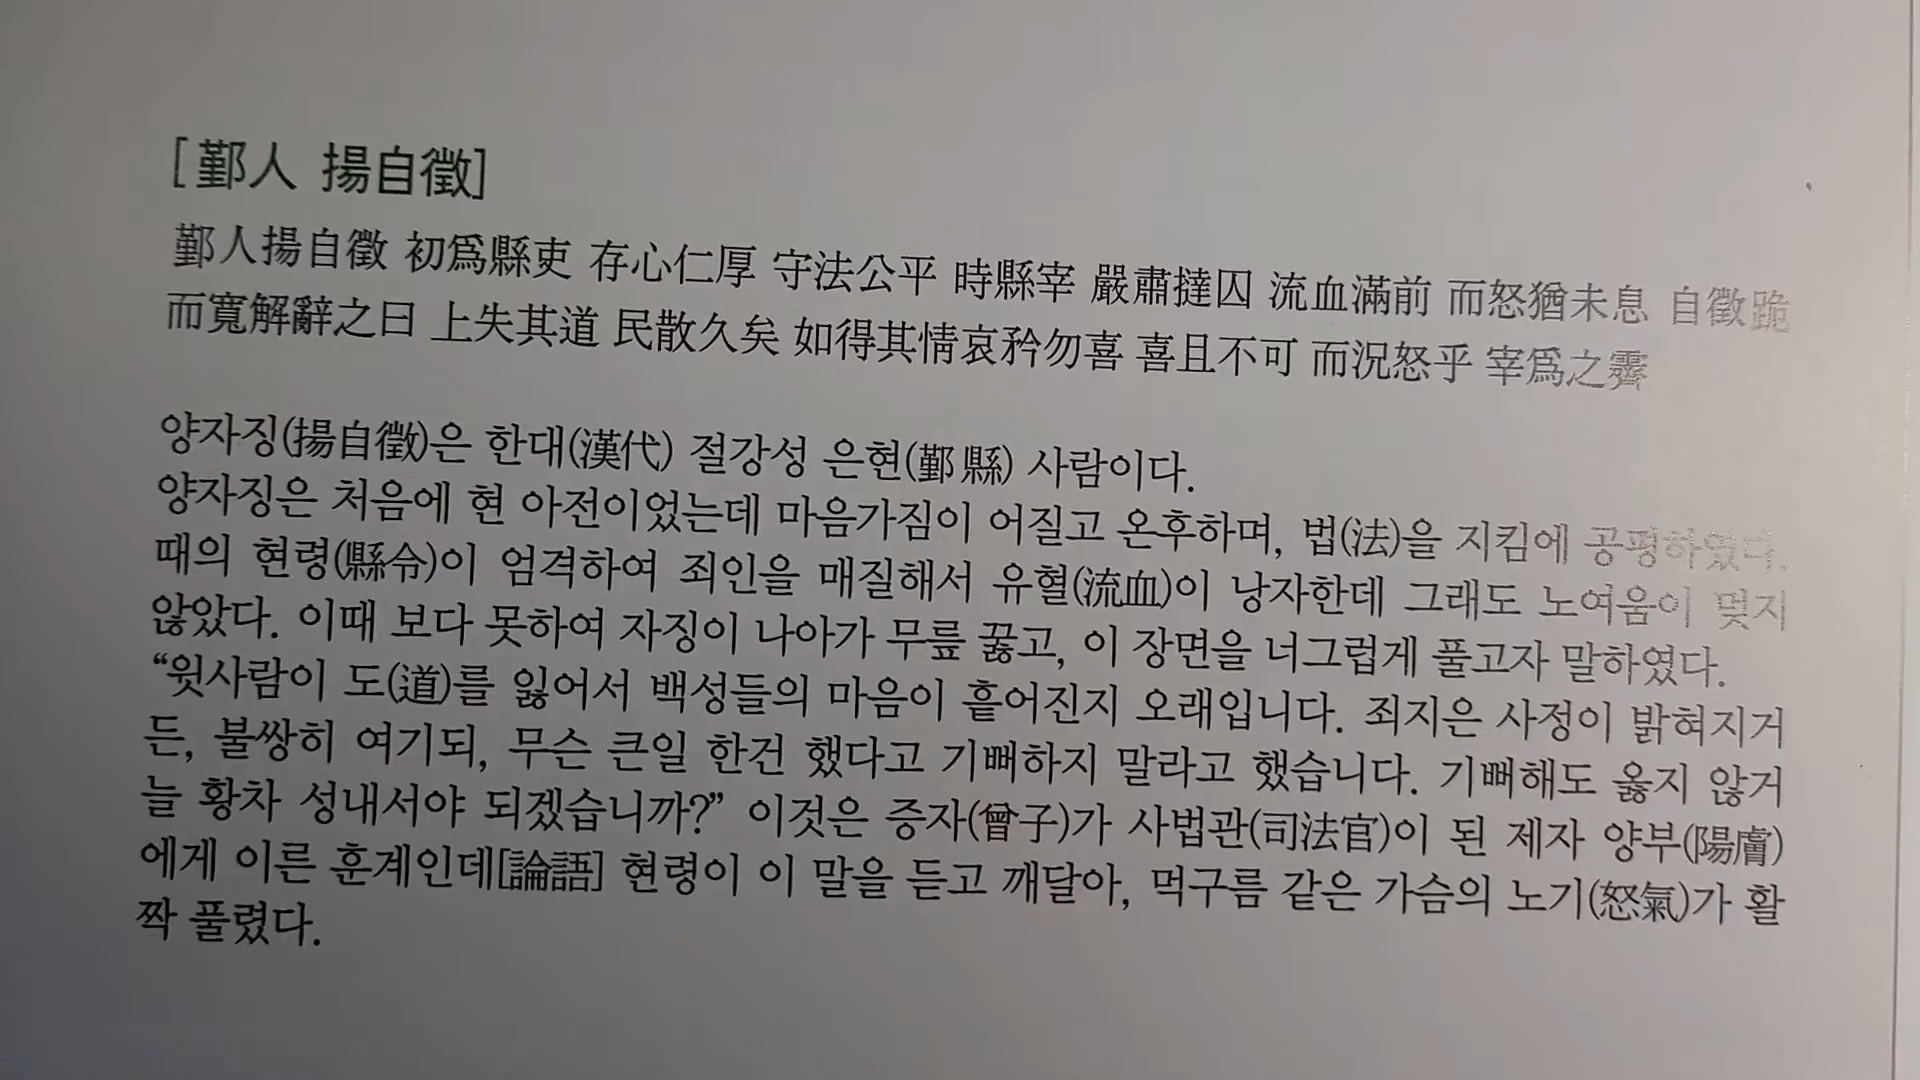 [鄞人 揚自徵]
鄞人揚自徵 初爲縣吏 存心仁厚 守法公平 時縣宰 嚴肅撻囚 流血滿前 而怒猶未息 自徵跪
而寬解辭之曰 上失其道 民散久矣 如得其情哀矜勿喜 喜且不可 而況怒乎 宰爲之霽
양자징(揚自徵)은 한대(漢代) 절강성 은현(鄞縣) 사람이다.
양자징은 처음에 현 아전이었는데 마음가짐이 어질고 온후하며, 법(法)을 지킴에 공평하였다.
때의 현령(縣令)이 엄격하여 죄인을 매질해서 유혈(流血)이 낭자한데 그래도 노여움이 멎지
않았다. 이때 보다 못하여 자징이 나아가 무릎 꿇고, 이 장면을 너그럽게 풀고자 말하였다.
“윗사람이 도(道)를 잃어서 백성들의 마음이 흩어진지 오래입니다. 죄지은 사정이 밝혀지거
든, 불쌍히 여기되, 무슨 큰일 한건 했다고 기뻐하지 말라고 했습니다. 기뻐해도 옳지 않거
늘 황차 성내서야 되겠습니까?” 이것은 증자(曾子)가 사법관(司法官)이 된 제자 양부(陽膚)
에게 이른 훈계인데[論語] 현령이 이 말을 듣고 깨달아, 먹구름 같은 가슴의 노기(怒氣)가 활
짝 풀렸다.